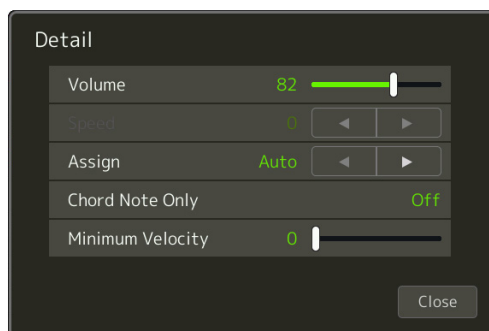 Detail
Volume 82
Speed 0
Assign Auto
Chord Note Only Off
Minimum Velocity 0
Close